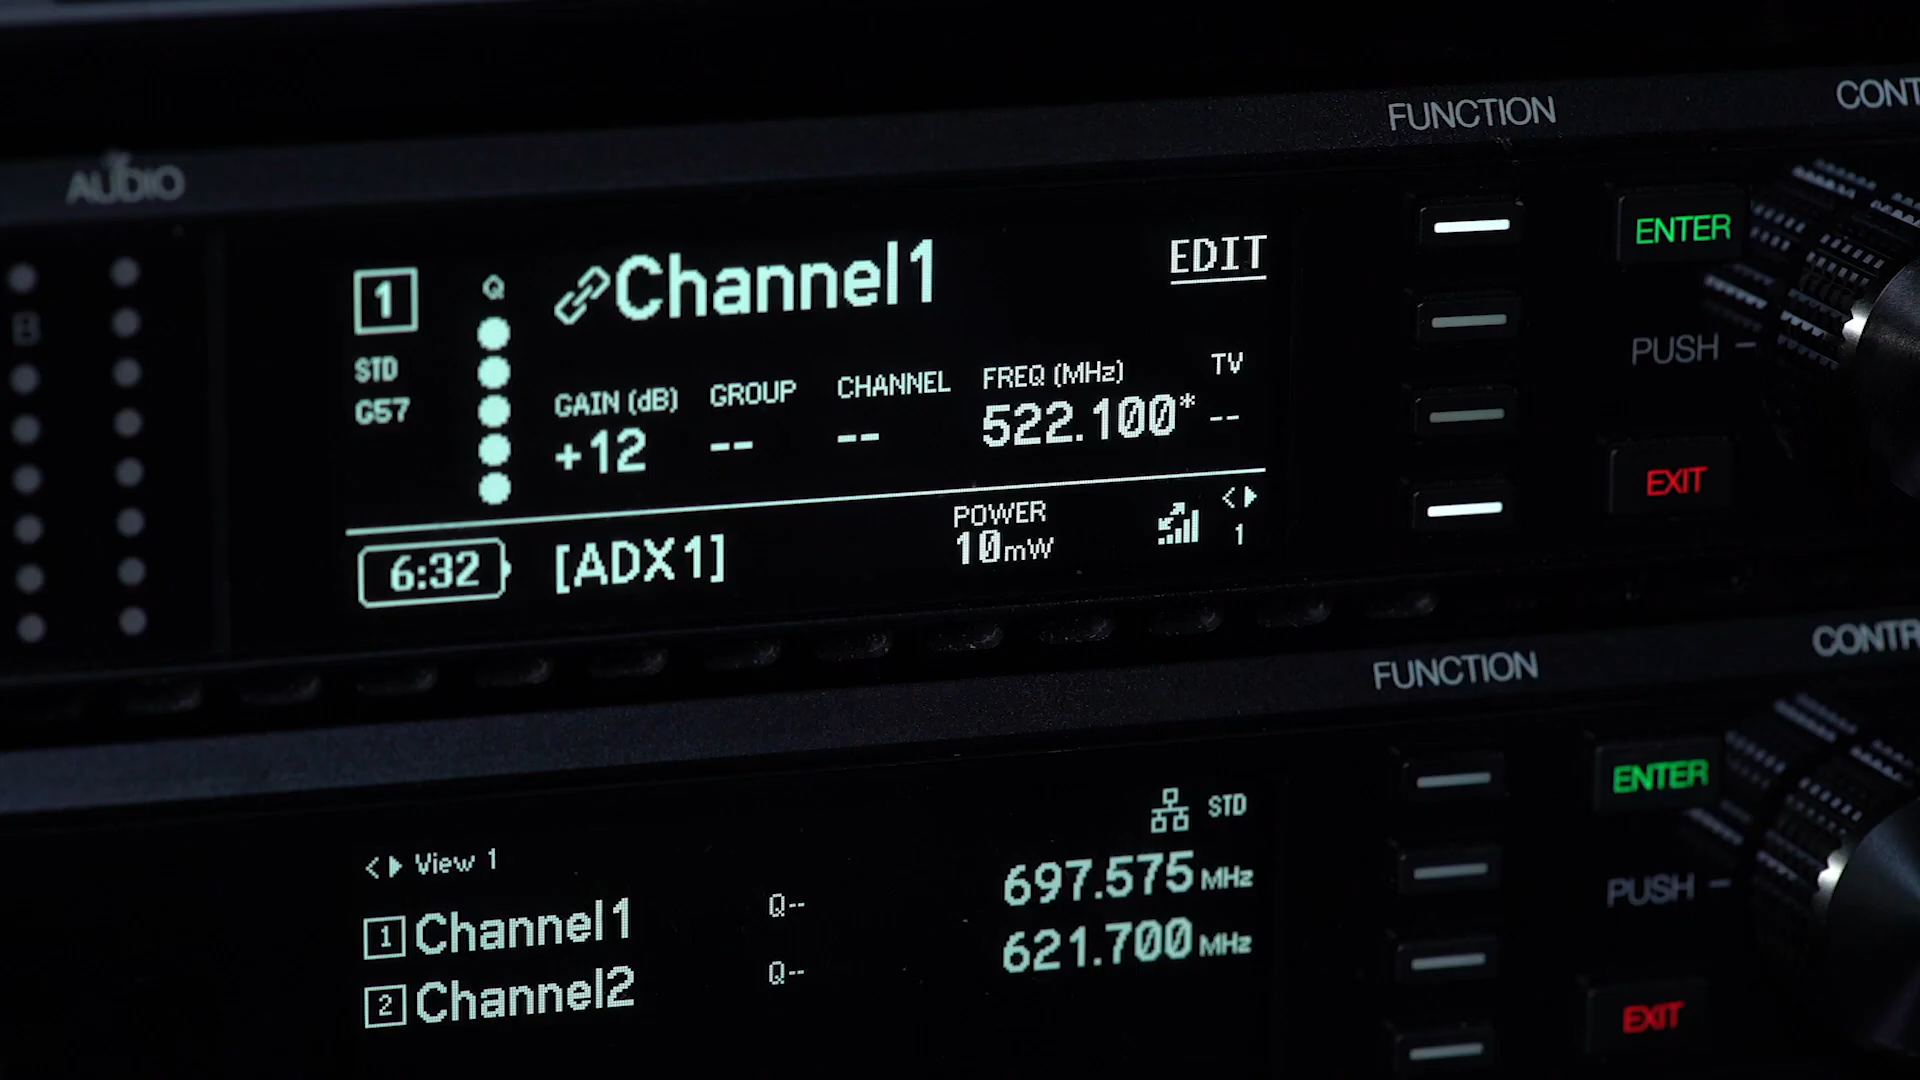 FUNCTION
CONT
AUDIO
B
1
Q
Channel1
EDIT
ENTER
STD
G57
GAIN (dB) GROUP CHANNEL FREQ (MHz) TV
+12 -- -- 522.100* --
PUSH
EXIT
6:32 [ADX1]
POWER
10mW
1
FUNCTION
CONTR
STD
ENTER
View 1
1 Channel1 Q-- 697.575 MHz
2 Channel2 Q-- 621.700 MHz
PUSH
EXIT